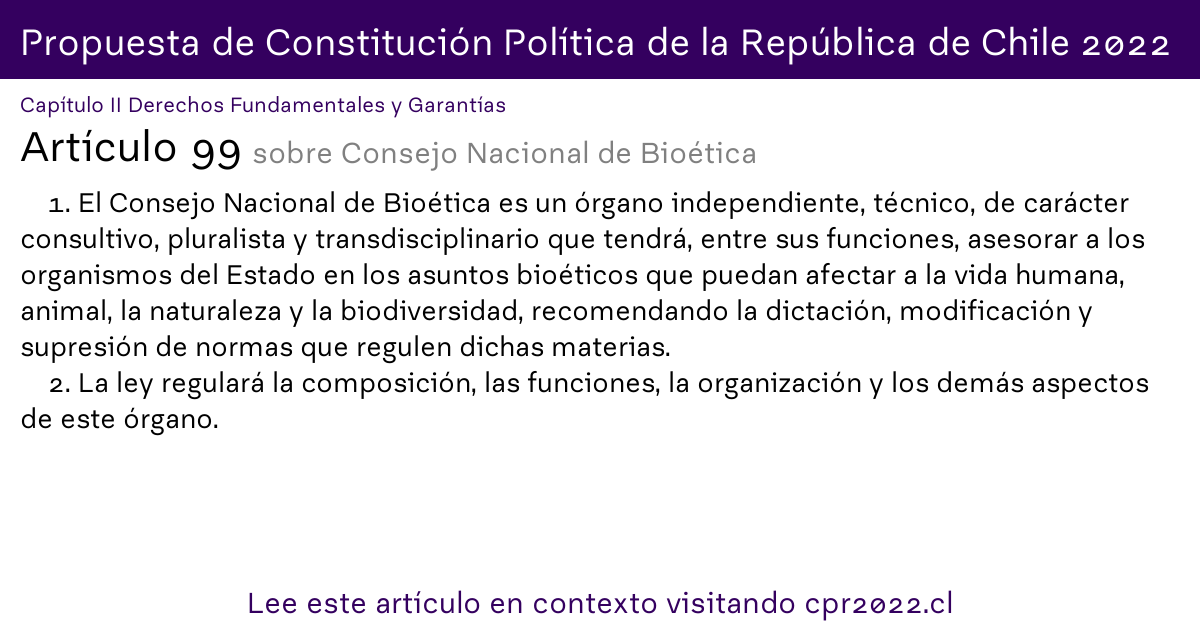 Propuesta de Constitución Política de la República de Chile 2022
Capítulo II Derechos Fundamentales y Garantías
Artículo 99 sobre Consejo Nacional de Bioética
1. El Consejo Nacional de Bioética es un órgano independiente, técnico, de carácter
consultivo, pluralista y transdisciplinario que tendrá, entre sus funciones, asesorar a los
organismos del Estado en los asuntos bioéticos que puedan afectar a la vida humana,
animal, la naturaleza y la biodiversidad, recomendando la dictación, modificación y
supresión de normas que regulen dichas materias.
2. La ley regulará la composición, las funciones, la organización y los demás aspectos
de este órgano.
Lee este artículo en contexto visitando cpr2022.cl